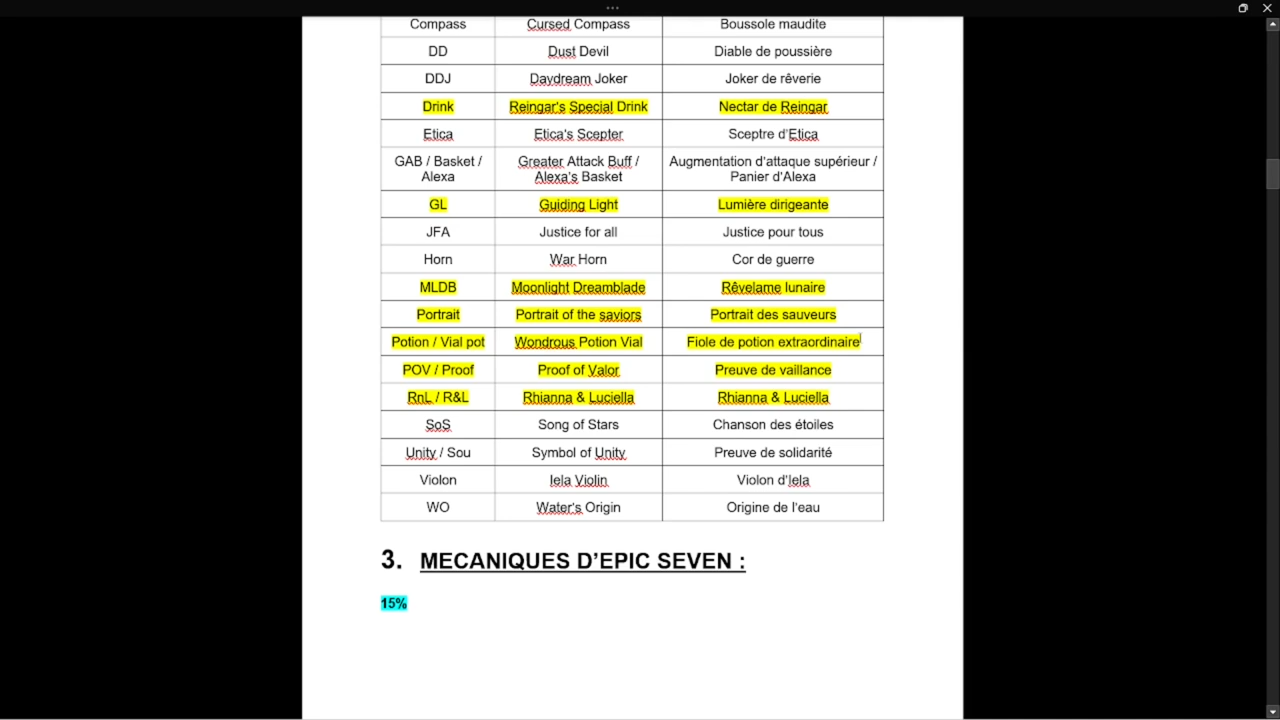 Compass Cursed Compass Boussole maudite
DD Dust Devil Diable de poussière
DDJ Daydream Joker Joker de rêverie
Drink Reingar's Special Drink Nectar de Reingar
Etica Etica's Scepter Sceptre d'Etica
GAB / Basket / Greater Attack Buff / Augmentation d'attaque supérieur /
Alexa Alexa's Basket Panier d'Alexa
GL Guiding Light Lumière dirigeante
JFA Justice for all Justice pour tous
Horn War Horn Cor de guerre
MLDB Moonlight Dreamblade Rêvelame lunaire
Portrait Portrait of the saviors Portrait des sauveurs
Potion / Vial pot Wondrous Potion Vial Fiole de potion extraordinaire
POV / Proof Proof of Valor Preuve de vaillance
RnL / R&L Rhianna & Luciella Rhianna & Luciella
SoS Song of Stars Chanson des étoiles
Unity / Sou Symbol of Unity Preuve de solidarité
Violon Iela Violin Violon d'Iela
WO Water's Origin Origine de l'eau
3. MECANIQUES D'EPIC SEVEN :
15%